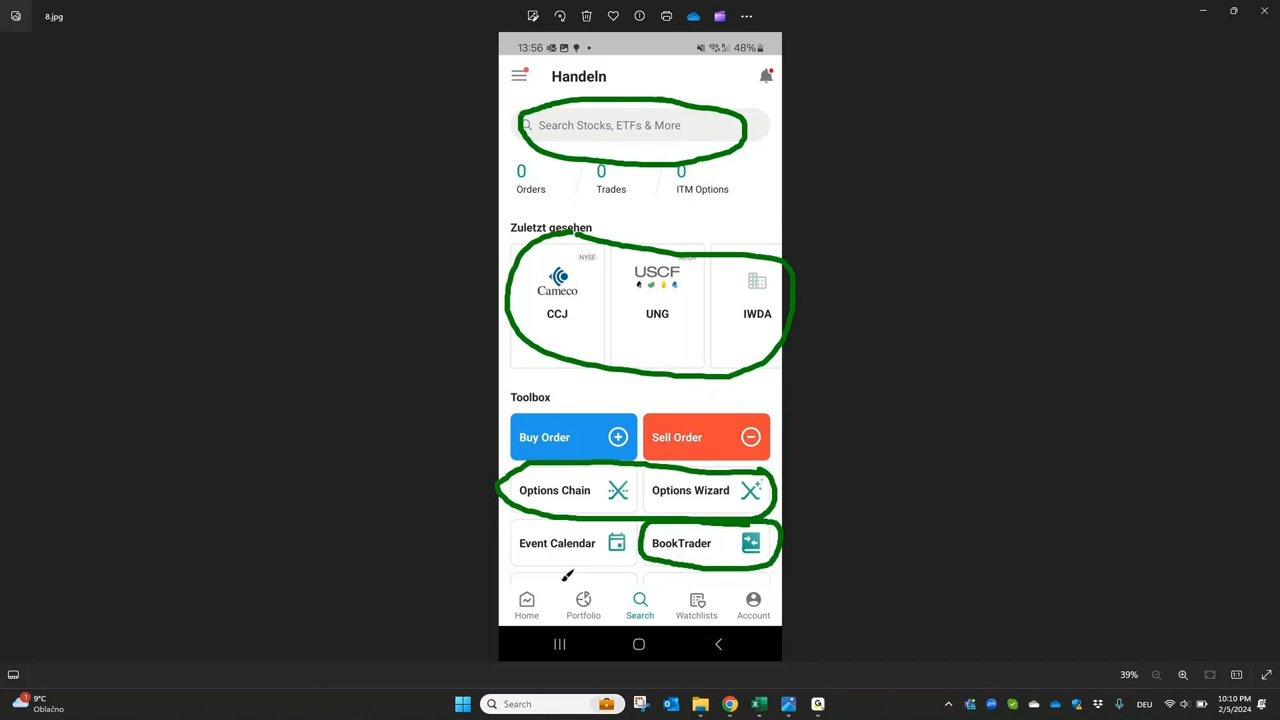 8.jpg
13:56
48%
Handeln
Search Stocks, ETFs & More
0 0 0
Orders Trades ITM Options
Zuletzt gesehen
NYSE
Cameco USCF
CCJ UNG IWDA
Toolbox
Buy Order Sell Order
Options Chain Options Wizard
Event Calendar BookTrader
Home Portfolio Search Watchlists Account
39%
1
9°C
Oblačno
Search
EU
10:10 PM
2/5/2024